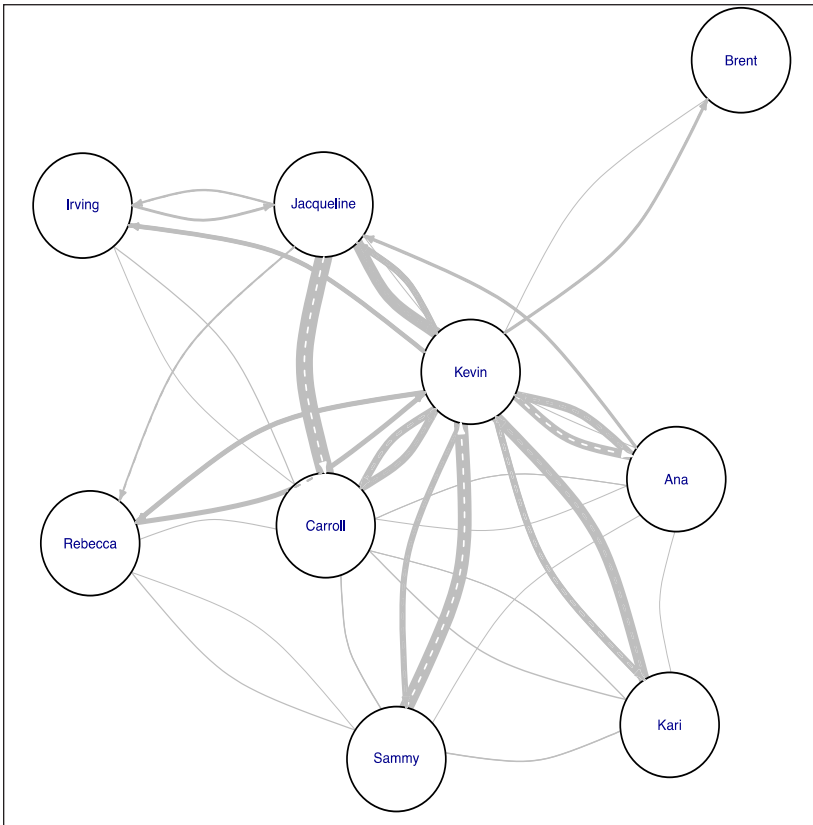 Brent
Irving
Jacqueline
Kevin
Ana
Carroll
Rebecca
Kari
Sammy